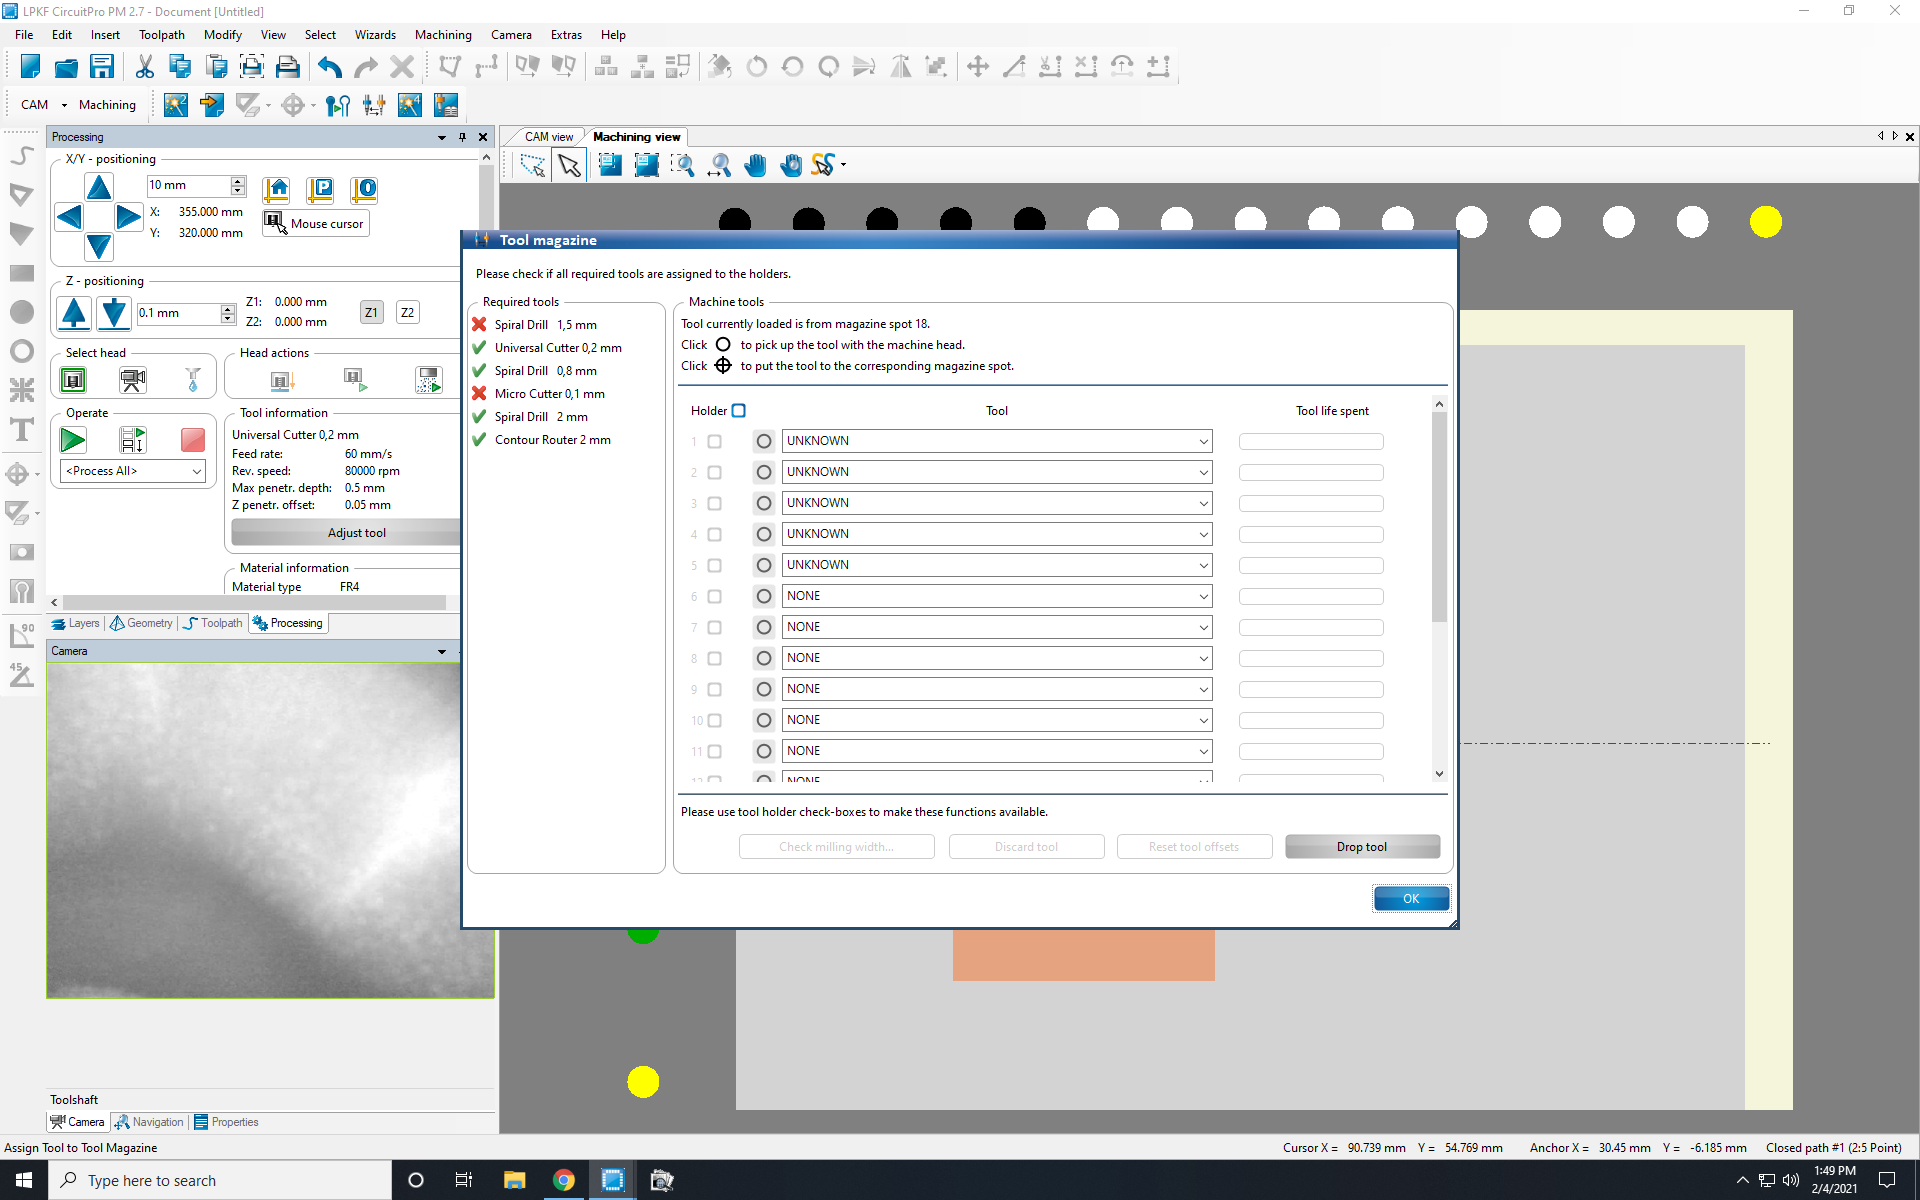 LPKF CircuitPro PM 2.7 - Document [Untitled]
File Edit Insert Toolpath Modify View Select Wizards Machining Camera Extras Help
CAM Machining
Processing
X/Y - positioning
10 mm
X: 355.000 mm
Y: 320.000 mm
Mouse cursor
Z - positioning
0.1 mm
Z1: 0.000 mm
Z2: 0.000 mm
Z1 Z2
Select head
Head actions
Operate
<Process All>
Tool information
Universal Cutter 0,2 mm
Feed rate: 60 mm/s
Rev. speed: 80000 rpm
Max penetr. depth: 0.5 mm
Z penetr. offset: 0.05 mm
Adjust tool
Material information
Material type FR4
Layers Geometry Toolpath Processing
Camera
Toolshaft
Camera Navigation Properties
CAM view Machining view
Tool magazine
Please check if all required tools are assigned to the holders.
Required tools
Spiral Drill 1,5 mm
Universal Cutter 0,2 mm
Spiral Drill 0,8 mm
Micro Cutter 0,1 mm
Spiral Drill 2 mm
Contour Router 2 mm
Machine tools
Tool currently loaded is from magazine spot 18.
Click to pick up the tool with the machine head.
Click to put the tool to the corresponding magazine spot.
Holder Tool Tool life spent
1 UNKNOWN
2 UNKNOWN
3 UNKNOWN
4 UNKNOWN
5 UNKNOWN
6 NONE
7 NONE
8 NONE
9 NONE
10 NONE
11 NONE
12 NONE
Please use tool holder check-boxes to make these functions available.
Check milling width... Discard tool Reset tool offsets Drop tool
OK
90
45
Assign Tool to Tool Magazine
Cursor X = 90.739 mm Y = 54.769 mm Anchor X = 30.45 mm Y = -6.185 mm Closed path #1 (2:5 Point)
Type here to search
1:49 PM
2/4/2021